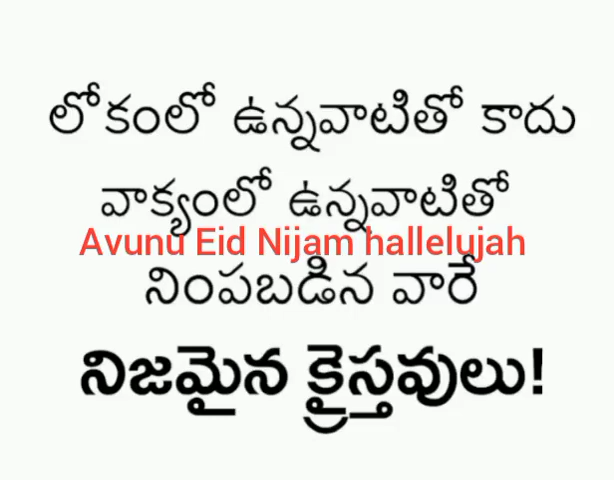 లోకంలో ఉన్నవాటితో కాదు
వాక్యంలో ఉన్నవాటితో
Avunu Eid Nijam hallelujah
నింపబడిన వారే
నిజమైన క్రైస్తవులు!